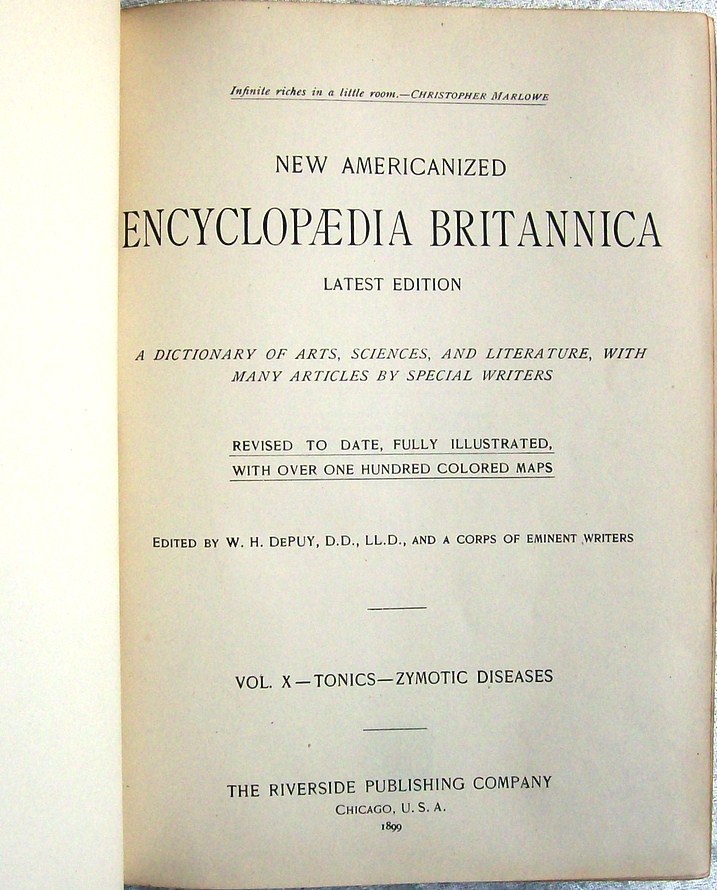 Infinite riches in a little room.—CHRISTOPHER MARLOWE
NEW AMERICANIZED
ENCYCLOPÆDIA BRITANNICA
LATEST EDITION
A DICTIONARY OF ARTS, SCIENCES, AND LITERATURE, WITH
MANY ARTICLES BY SPECIAL WRITERS
REVISED TO DATE, FULLY ILLUSTRATED,
WITH OVER ONE HUNDRED COLORED MAPS
EDITED BY W. H. DEPUY, D.D., LL.D., AND A CORPS OF EMINENT WRITERS
VOL. X—TONICS—ZYMOTIC DISEASES
THE RIVERSIDE PUBLISHING COMPANY
CHICAGO, U. S. A.
1899